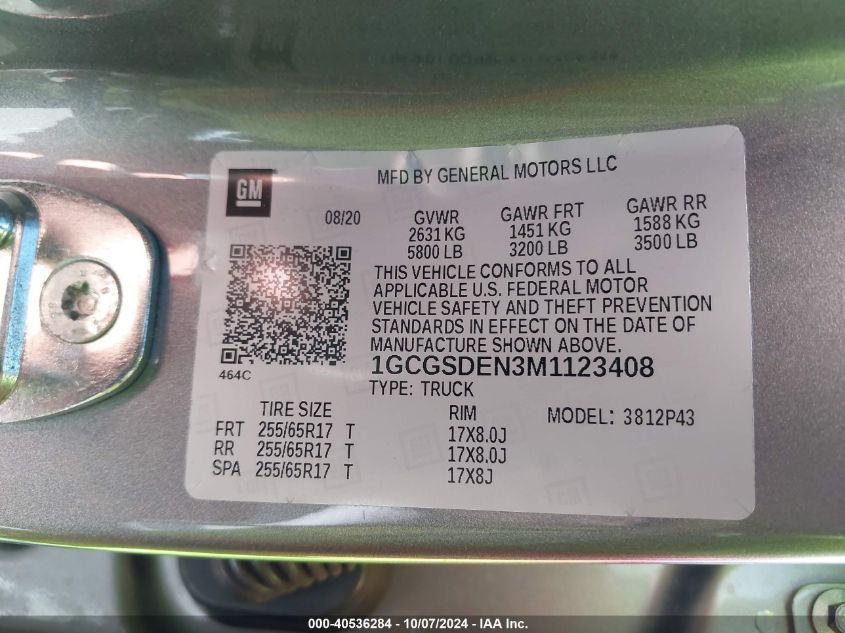 MFD BY GENERAL MOTORS LLC
GM
08/20
GVWR GAWR FRT GAWR RR
2631 KG 1451 KG 1588 KG
5800 LB 3200 LB 3500 LB
THIS VEHICLE CONFORMS TO ALL
APPLICABLE U.S. FEDERAL MOTOR
VEHICLE SAFETY AND THEFT PREVENTION
STANDARDS IN EFFECT ON THE DATE OF
MANUFACTURE SHOWN ABOVE.
464C
1GCGSDEN3M1123408
TYPE: TRUCK
TIRE SIZE RIM MODEL: 3812P43
FRT 255/65R17 T 17X8.0J
RR 255/65R17 T 17X8.0J
SPA 255/65R17 T 17X8J
000-40536284 - 10/07/2024 - IAA Inc.